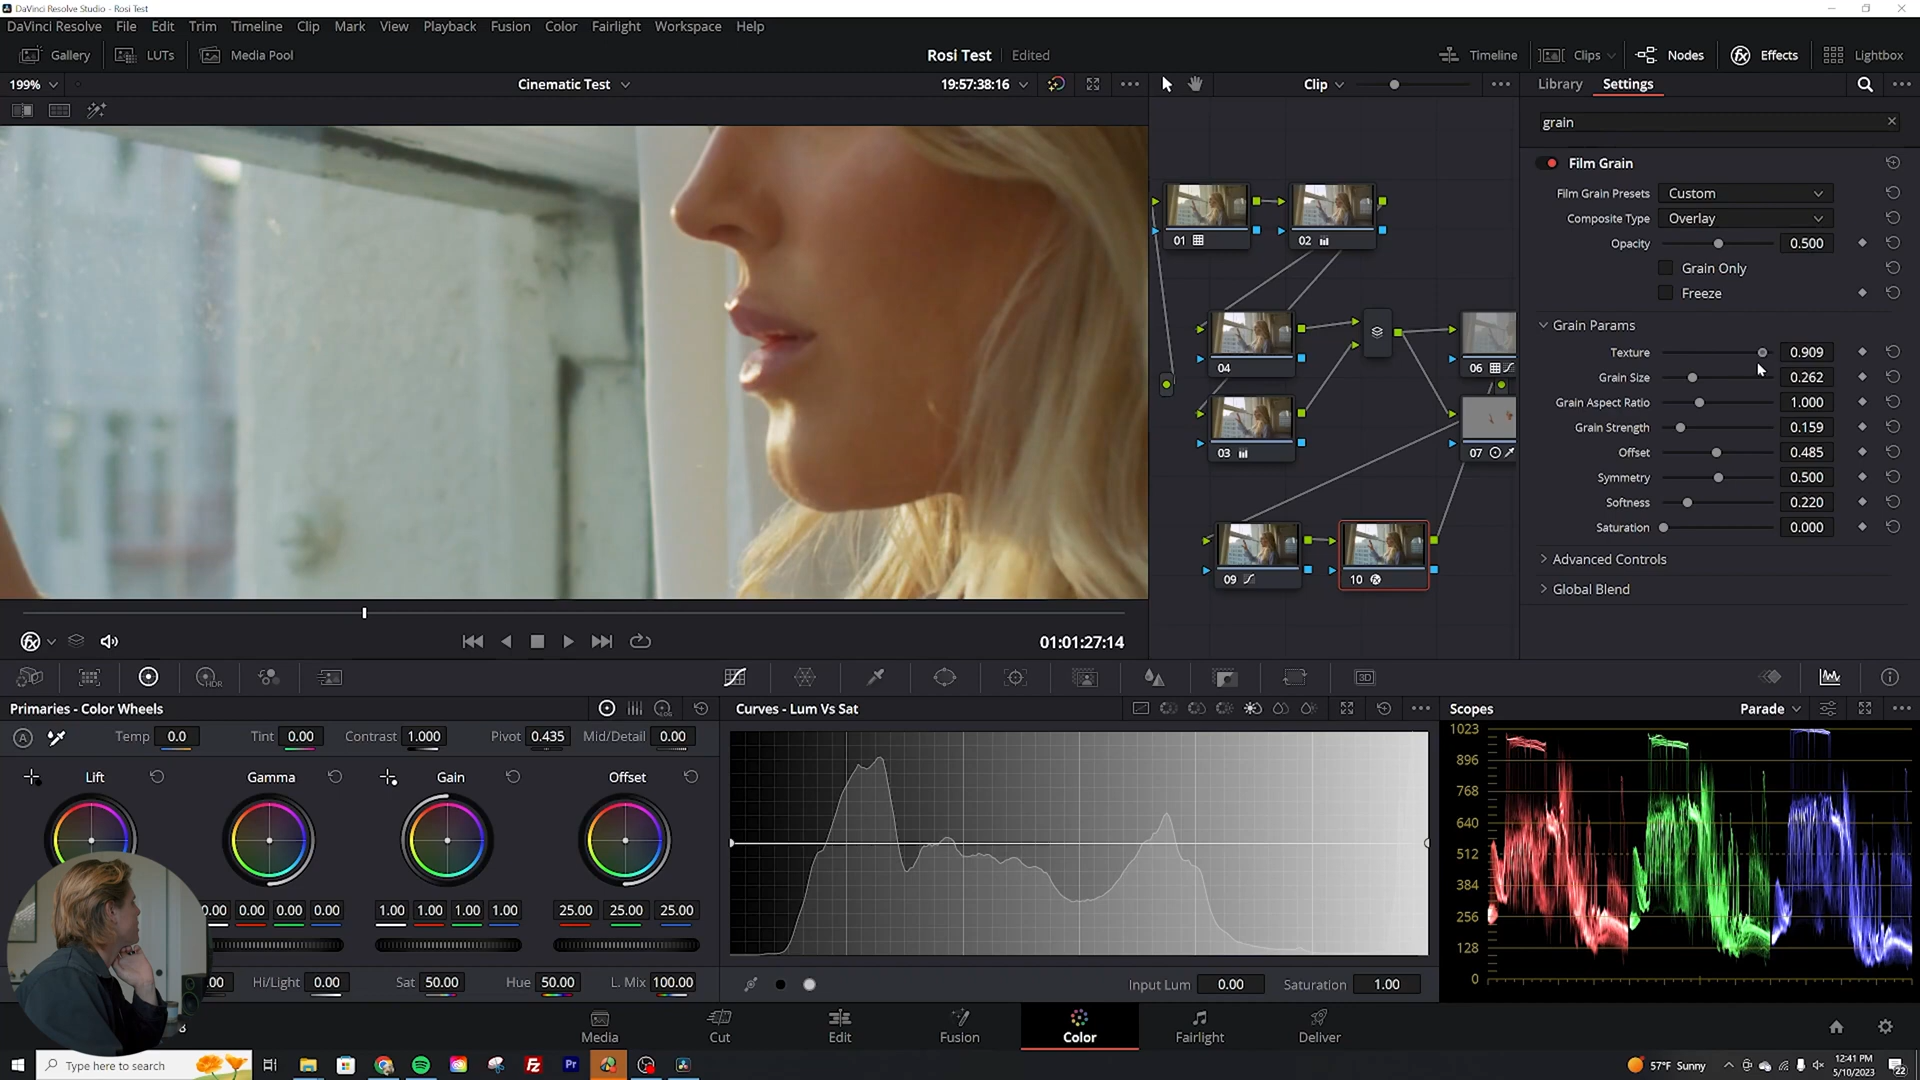 DaVinci Resolve Studio - Rosi Test
DaVinci Resolve File Edit Trim Timeline Clip Mark View Playback Fusion Color Fairlight Workspace Help
Gallery LUTs Media Pool Rosi Test Edited Timeline Clips Nodes Effects Lightbox
199% Cinematic Test 19:57:38:16 Clip Library Settings
grain
Film Grain
Film Grain Presets Custom
Composite Type Overlay
Opacity 0.500
Grain Only
Freeze
Grain Params
Texture 0.909
Grain Size 0.262
Grain Aspect Ratio 1.000
Grain Strength 0.159
Offset 0.485
Symmetry 0.500
Softness 0.220
Saturation 0.000
Advanced Controls
Global Blend
01 02
04 06
03 07
09 10
01:01:27:14
HDR 3D
Primaries - Color Wheels
Temp 0.0 Tint 0.00 Contrast 1.000 Pivot 0.435 Mid/Detail 0.00
Lift Gamma Gain Offset
0.00 0.00 0.00 0.00 1.00 1.00 1.00 1.00 25.00 25.00 25.00
.00 Hi/Light 0.00 Sat 50.00 Hue 50.00 L. Mix 100.00
Curves - Lum Vs Sat
Input Lum 0.00 Saturation 1.00
Scopes Parade
1023
896
768
640
512
384
256
128
0
Media Cut Edit Fusion Color Fairlight Deliver
Type here to search
Fz Pr
57°F Sunny
12:41 PM
5/10/2023
22